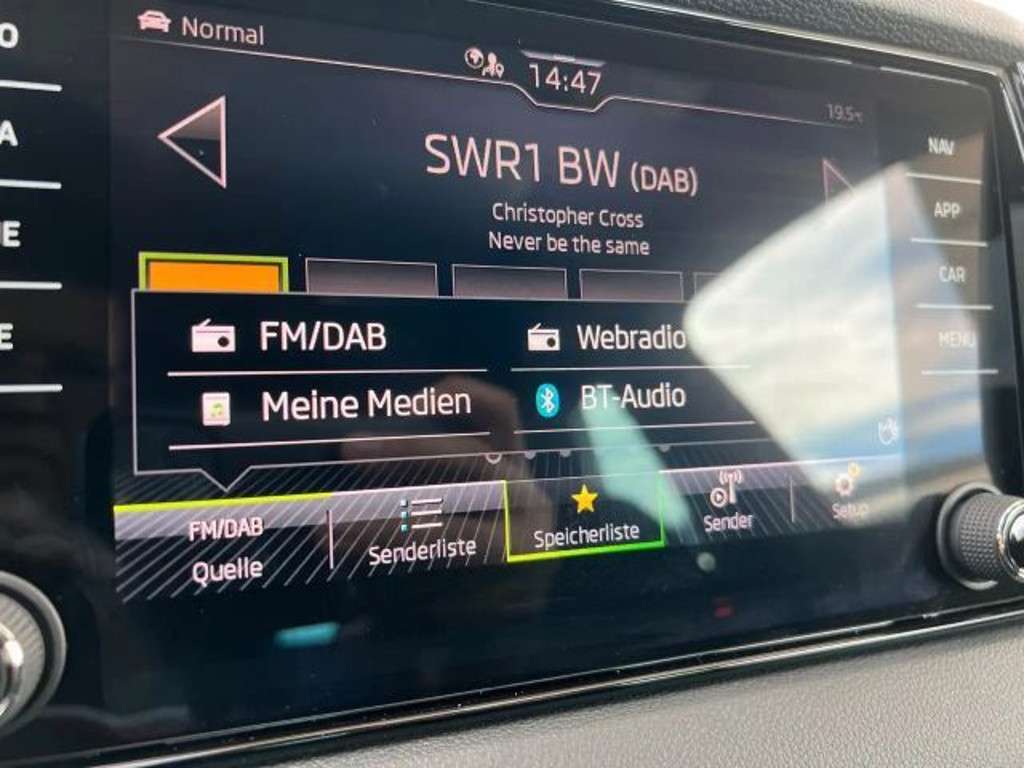 Normal
14:47
19.5°C
SWR1 BW (DAB)
Christopher Cross
Never be the same
NAV
APP
CAR
MENU
FM/DAB
Webradio
Meine Medien
BT-Audio
FM/DAB
Quelle
Senderliste
Speicherliste
Sender
Setup